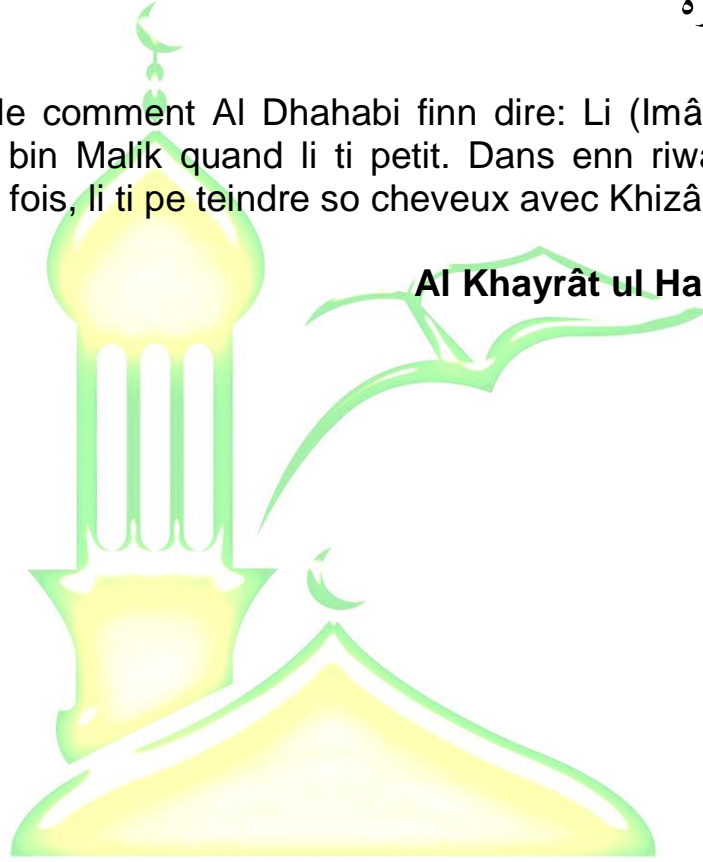 le comment Al Dhahabi finn dire: Li (Imâ
bin Malik quand li ti petit. Dans enn riwa
fois, li ti pe teindre so cheveux avec Khizâ
Al Khayrât ul Ha